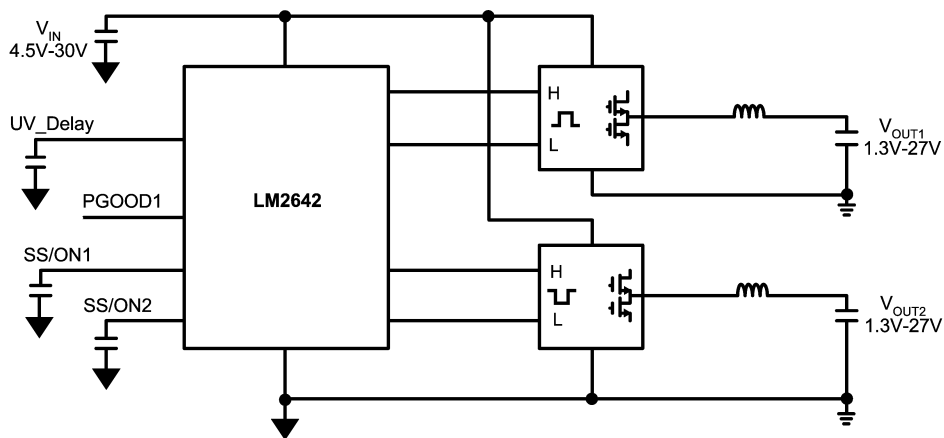 V_IN
4.5V-30V
UV_Delay
PGOOD1
SS/ON1
SS/ON2
LM2642
H
L
V_OUT1
1.3V-27V
H
L
V_OUT2
1.3V-27V